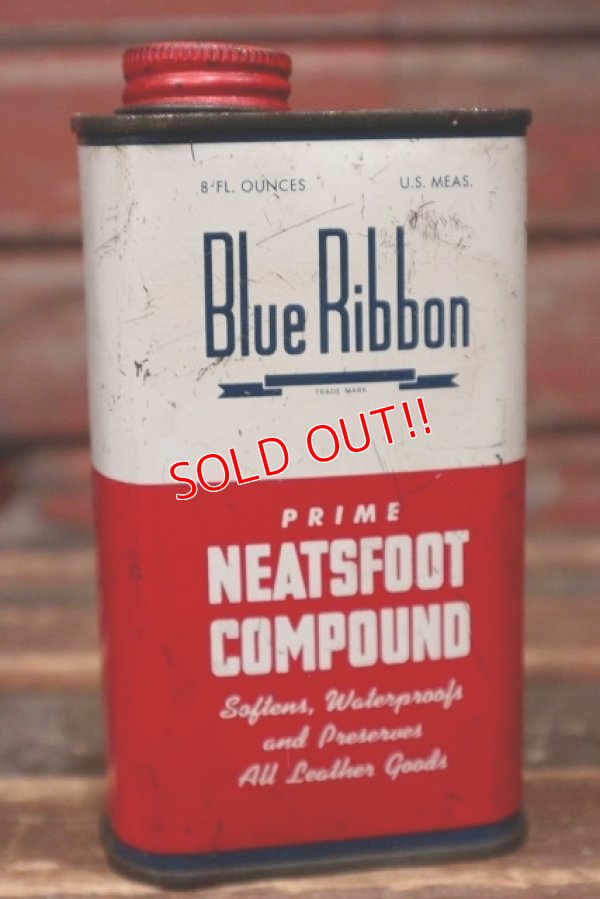 8 FL. OUNCES U.S. MEAS.
Blue Ribbon
TRADE MARK
SOLD OUT!!
PRIME
NEATSFOOT
COMPOUND
Softens, Waterproofs
and Preserves
All Leather Goods